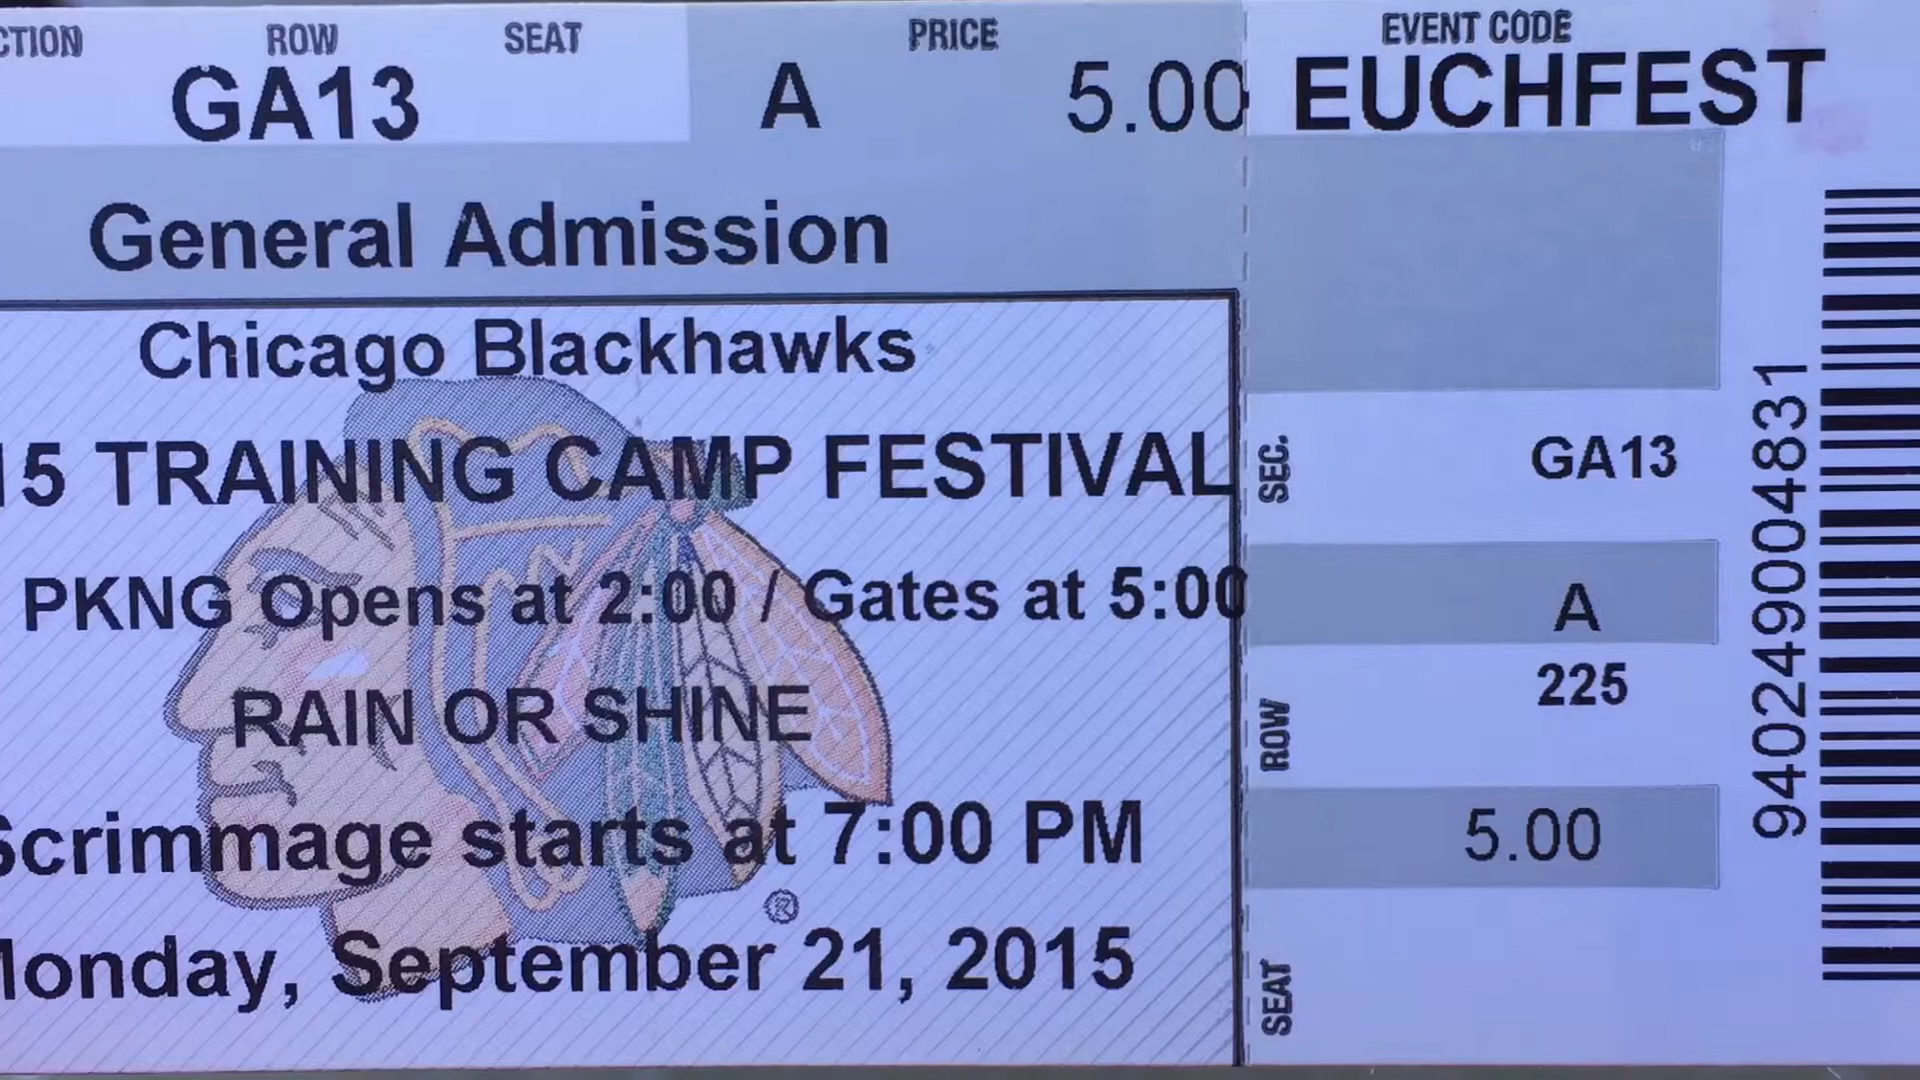 CTION ROW SEAT PRICE EVENT CODE
GA13 A 5.00 EUCHFEST
General Admission
Chicago Blackhawks
15 TRAINING CAMP FESTIVAL
PKNG Opens at 2:00 / Gates at 5:00
RAIN OR SHINE
Scrimmage starts at 7:00 PM
Monday, September 21, 2015
®
SEC. GA13
A
ROW 225
5.00
SEAT
940249004831